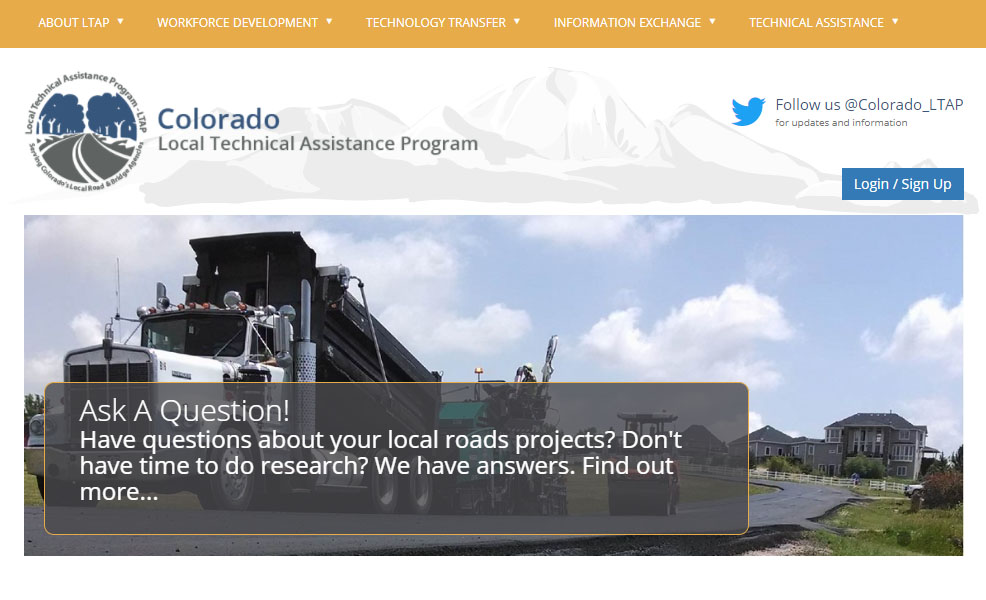 ABOUT LTAP ▼ WORKFORCE DEVELOPMENT ▼ TECHNOLOGY TRANSFER ▼ INFORMATION EXCHANGE ▼ TECHNICAL ASSISTANCE ▼
Local Technical Assistance Program - LTAP
Serving Colorado's Local Road & Bridge Agencies
Colorado
Local Technical Assistance Program
Follow us @Colorado_LTAP
for updates and information
Login / Sign Up
Ask A Question!
Have questions about your local roads projects? Don't
have time to do research? We have answers. Find out
more...